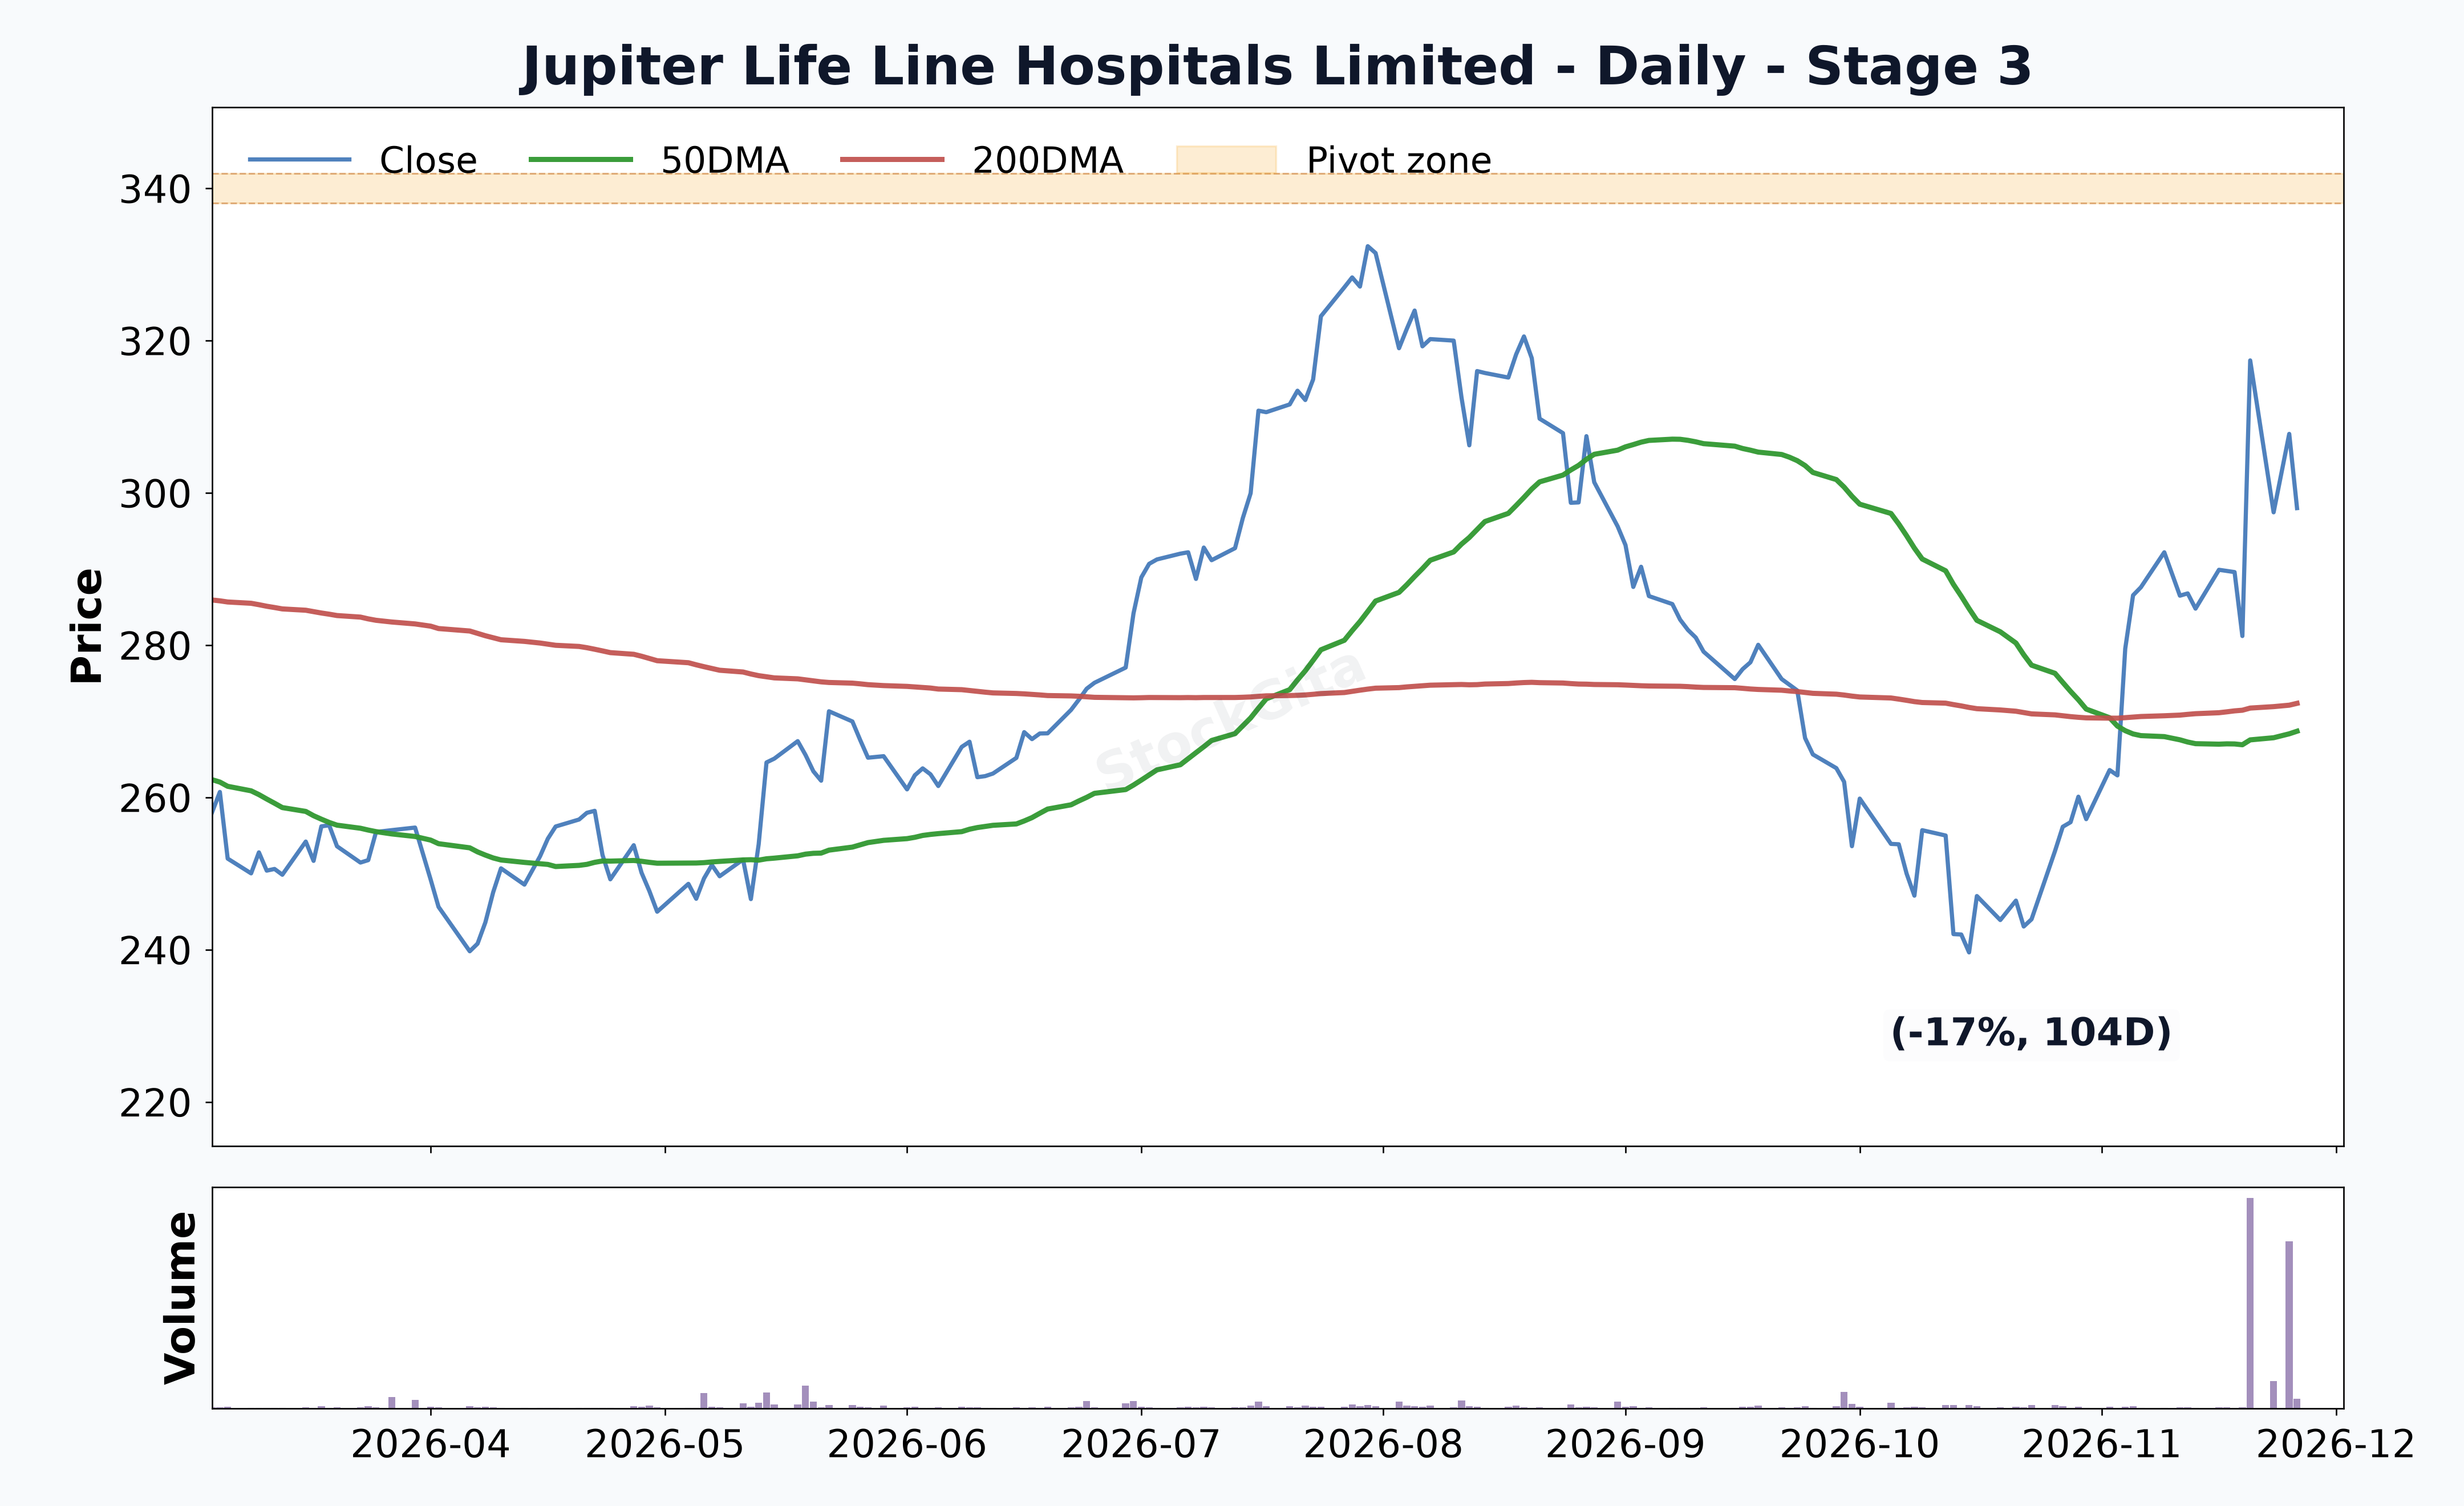 Jupiter Life Line Hospitals Limited - Daily - Stage 3
Close 50DMA 200DMA Pivot zone
340
320
300
280
260
240
220
Price
StockGita
(-17%, 104D)
Volume
2026-04 2026-05 2026-06 2026-07 2026-08 2026-09 2026-10 2026-11 2026-12